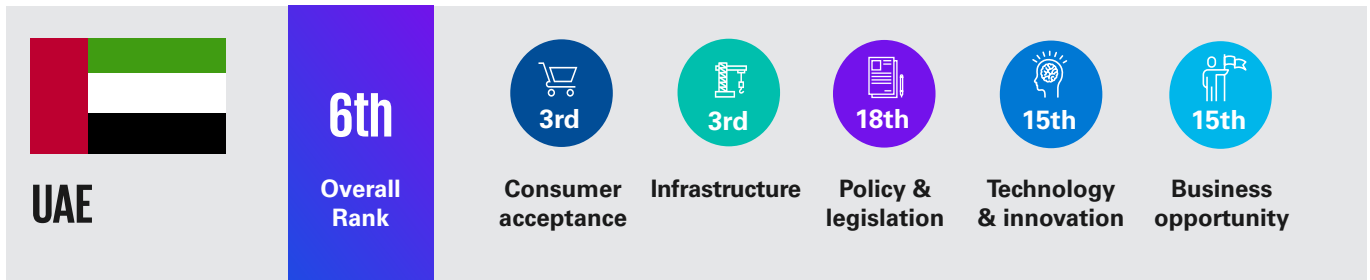 UAE
6th
Overall
Rank
3rd
Consumer
acceptance
3rd
Infrastructure
18th
Policy &
legislation
15th
Technology
& innovation
15th
Business
opportunity